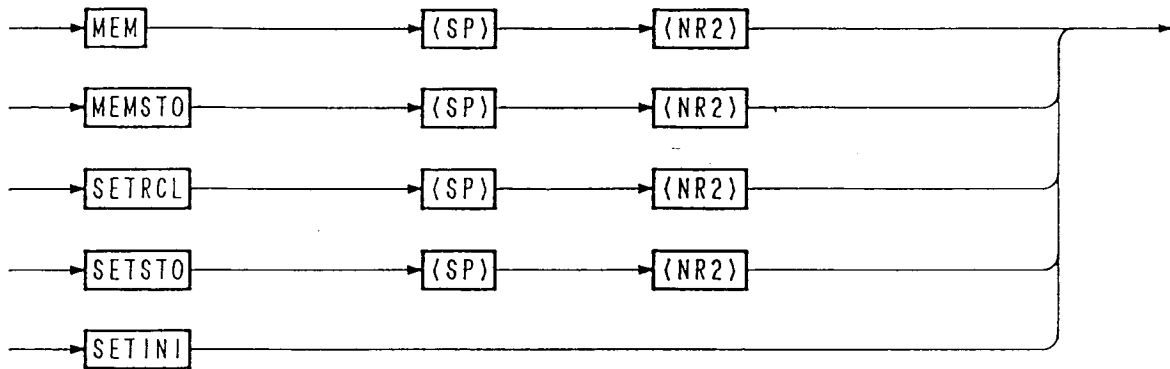 MEM (SP) (NR2)
MEMSTO (SP) (NR2)
SETRCL (SP) (NR2)
SETSTO (SP) (NR2)
SETINI